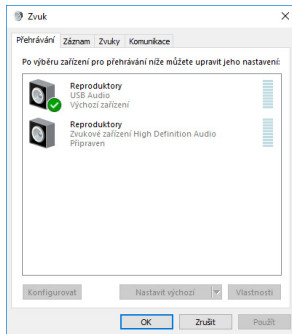 Zvuk
Přehrávání Záznam Zvuky Komunikace
Po výběru zařízení pro přehrávání níže můžete upravit jeho nastavení:
Reproduktory
USB Audio
Výchozí zařízení
Reproduktory
Zvukové zařízení High Definition Audio
Připraven
Konfigurovat Nastavit výchozí Vlastnosti
OK Zrušit Použít